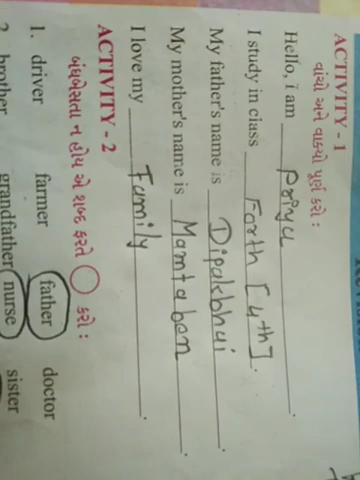 ACTIVITY - 1
વાંચો અને વાક્યો પૂર્ણ કરો :
Hello, i am Priya.
I study in class Forth [4th].
My father's name is Dipakbhai.
My mother's name is Mamtaben.
I love my Family.
ACTIVITY - 2
બંધબેસતા ન હોય એ શબ્દ ફરતે ◯ કરો :
1. driver farmer father doctor
2 brother grandfather nurse sister